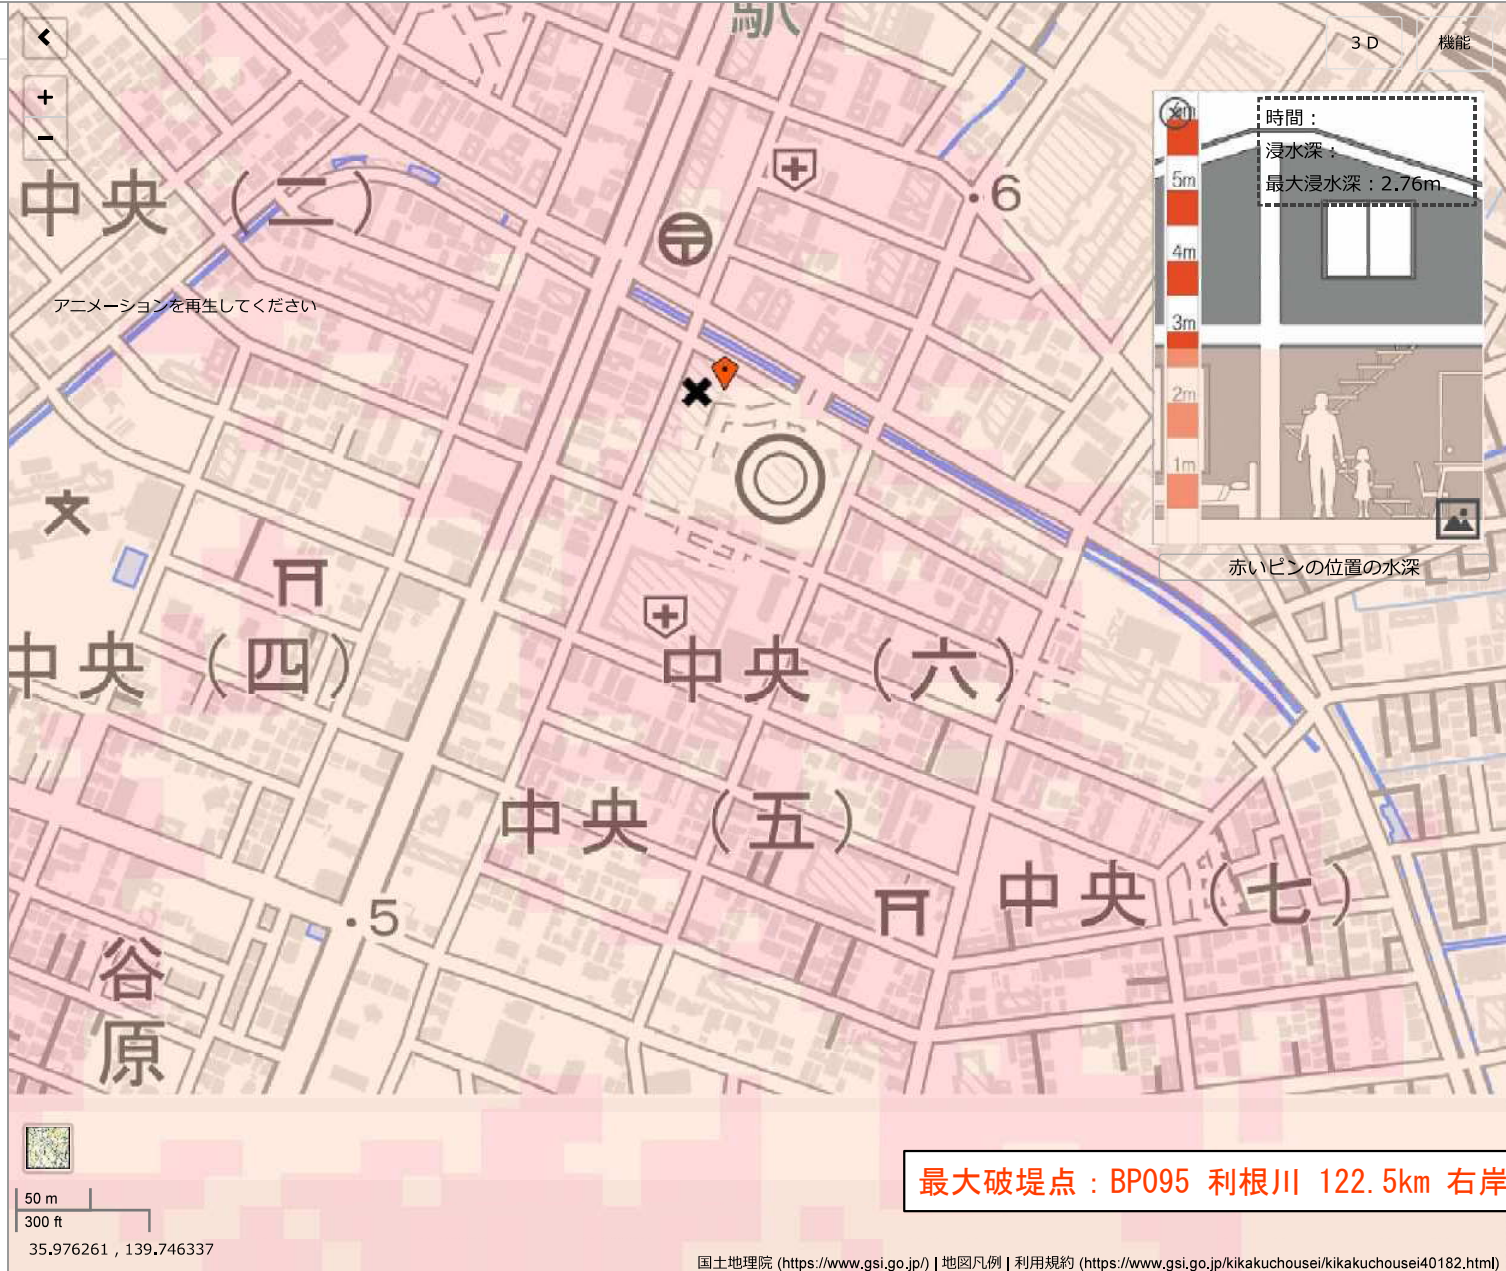 駅
3 D
機能
+
−
6m
時間：
浸水深：
最大浸水深：2.76m
5m
4m
3m
2m
1m
中央（二）
6
アニメーションを再生してください
赤いピンの位置の水深
中央（四）
中央（六）
中央（五）
中央（七）
5
谷原
最大破堤点：BP095 利根川 122.5km 右岸
50 m
300 ft
35.976261 , 139.746337
国土地理院 (https://www.gsi.go.jp/) | 地図凡例 | 利用規約 (https://www.gsi.go.jp/kikakuchousei/kikakuchousei40182.html)